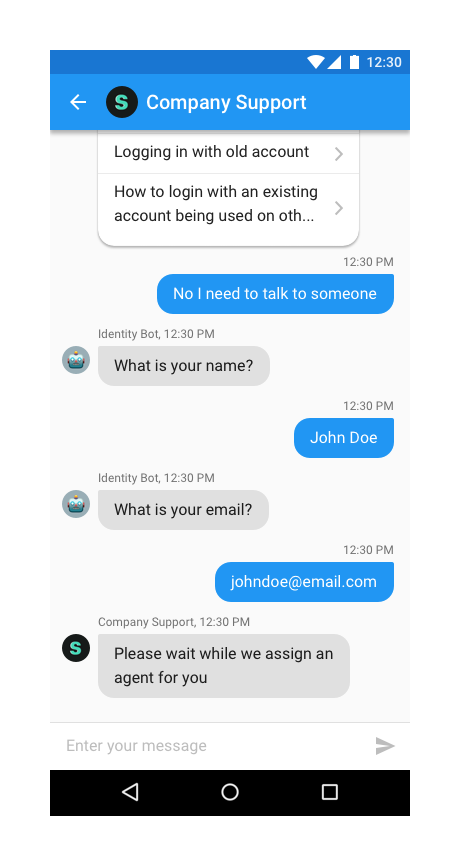 12:30
S Company Support
Logging in with old account
How to login with an existing
account being used on oth...
12:30 PM
No I need to talk to someone
Identity Bot, 12:30 PM
What is your name?
12:30 PM
John Doe
Identity Bot, 12:30 PM
What is your email?
12:30 PM
johndoe@email.com
Company Support, 12:30 PM
S
Please wait while we assign an
agent for you
Enter your message